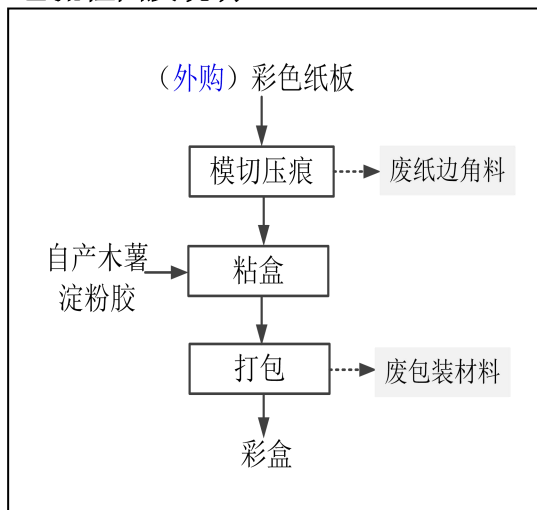 （外购）彩色纸板
模切压痕
废纸边角料
自产木薯
淀粉胶
粘盒
打包
废包装材料
彩盒